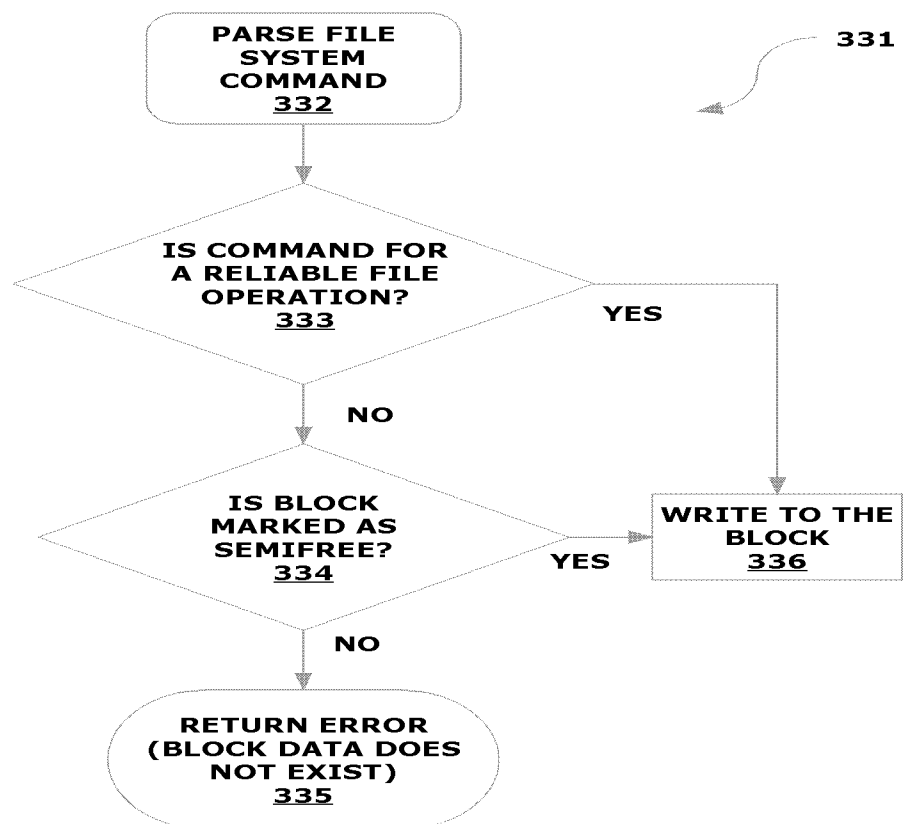 PARSE FILE
SYSTEM
COMMAND
332
331
IS COMMAND FOR
A RELIABLE FILE
OPERATION?
333
YES
NO
IS BLOCK
MARKED AS
SEMIFREE?
334
YES
WRITE TO THE
BLOCK
336
NO
RETURN ERROR
(BLOCK DATA DOES
NOT EXIST)
335